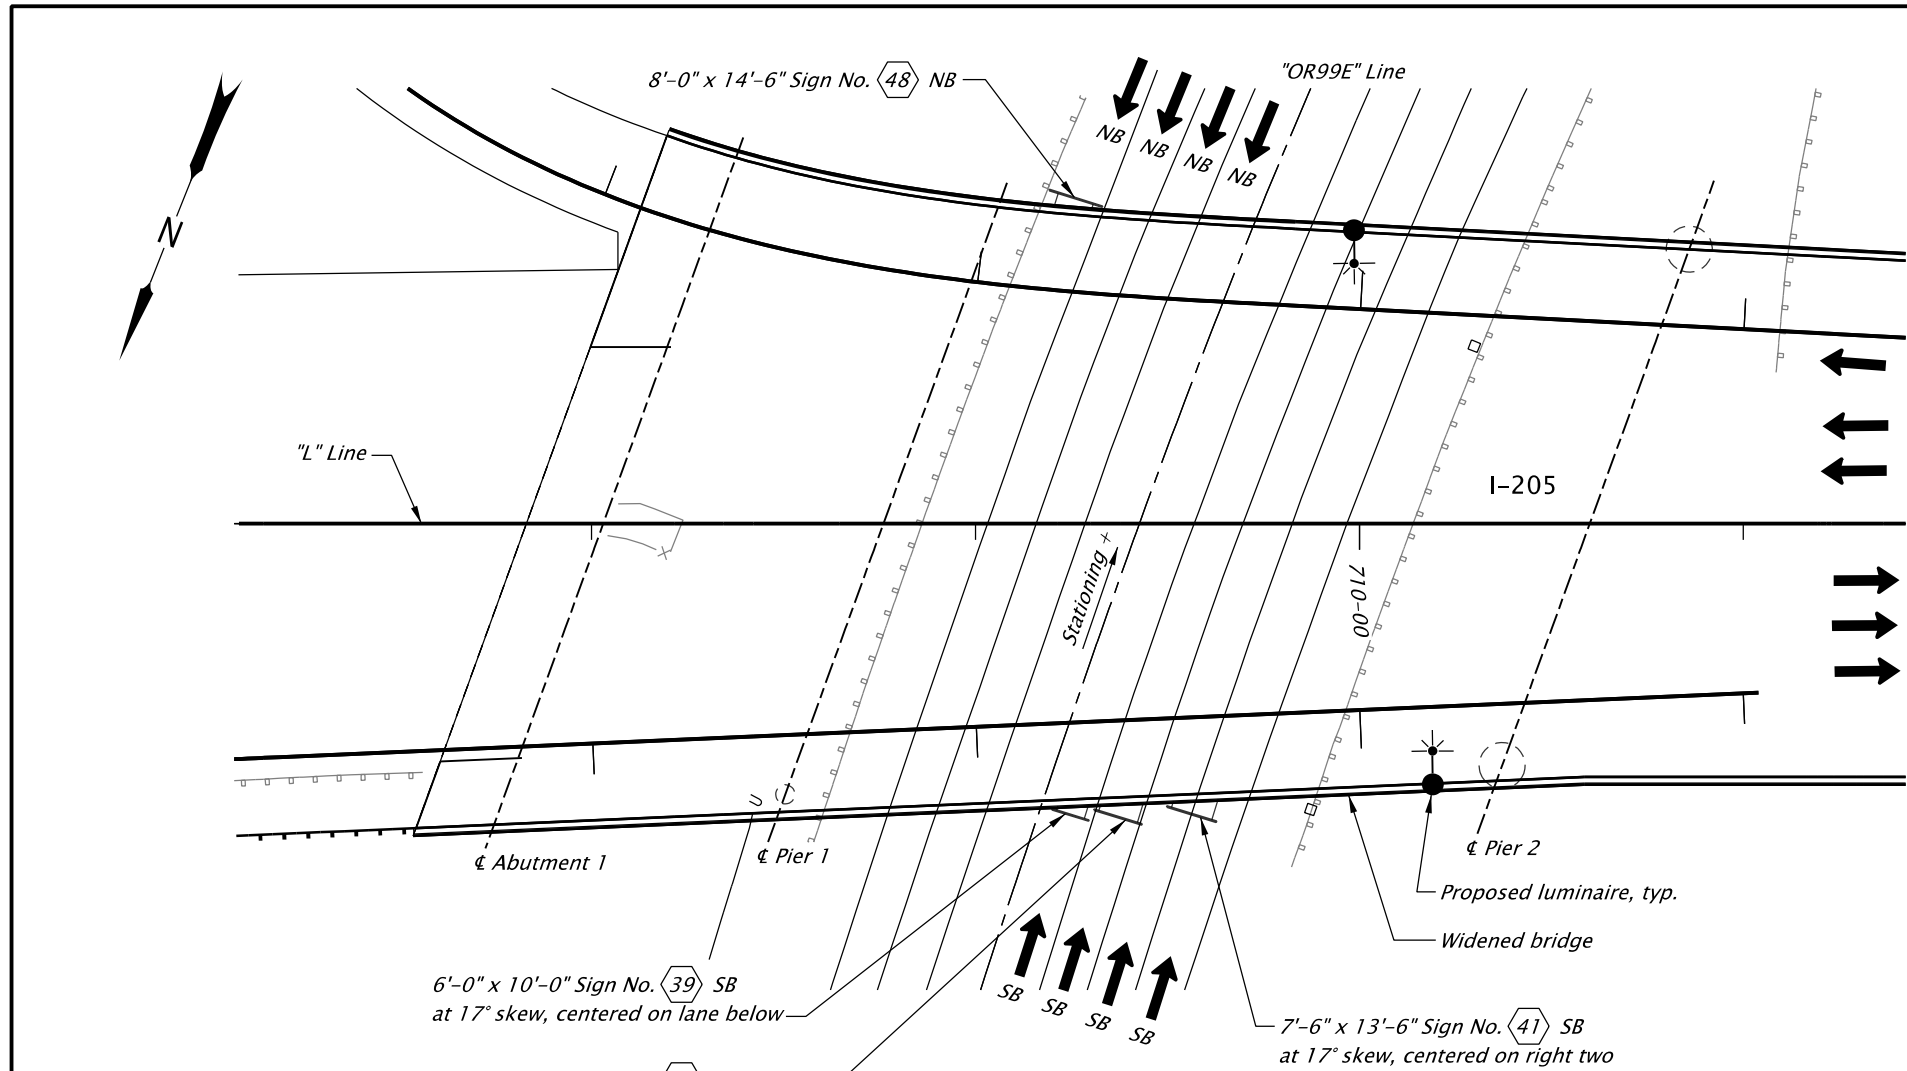 8'-0" x 14'-6" Sign No. 48 NB
"OR99E" Line
NB
NB
NB
NB
N
"L" Line
I-205
Stationing +
710-00
U
℄ Abutment 1
℄ Pier 1
℄ Pier 2
Proposed luminaire, typ.
Widened bridge
6'-0" x 10'-0" Sign No. 39 SB
at 17° skew, centered on lane below
SB
SB
SB
SB
7'-6" x 13'-6" Sign No. 41 SB
at 17° skew, centered on right two